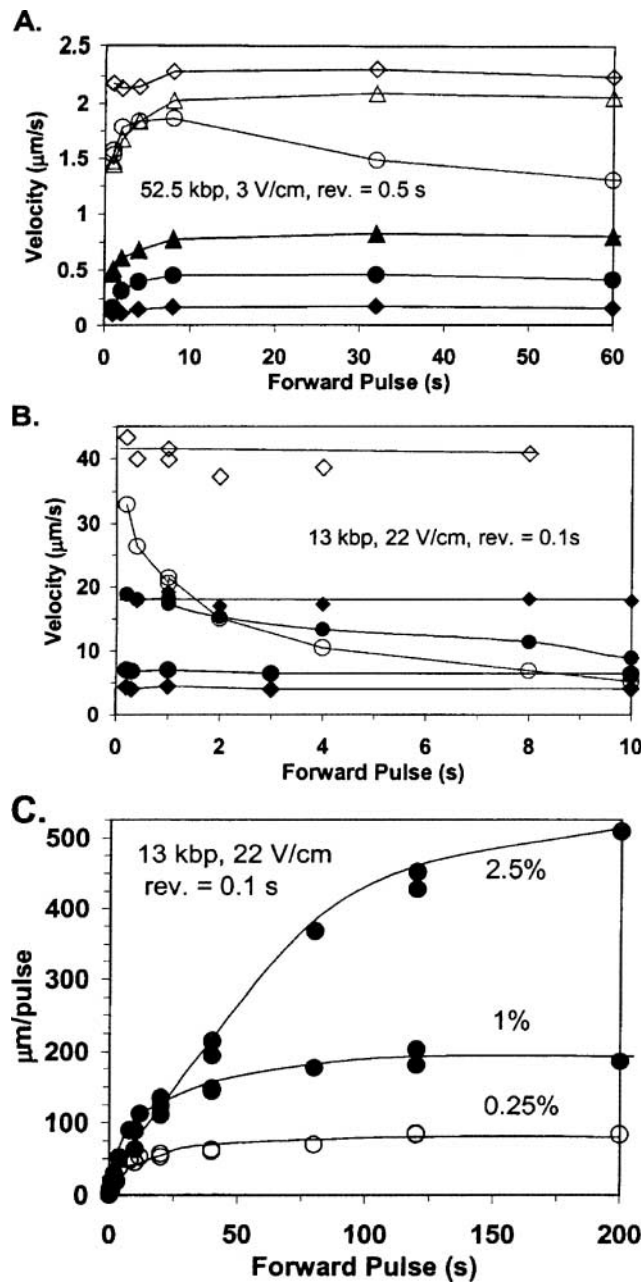 A.
2.5
2
1.5
1
0.5
0
Velocity (μm/s)
52.5 kbp, 3 V/cm, rev. = 0.5 s
0 10 20 30 40 50 60
Forward Pulse (s)
B.
40
30
20
10
0
Velocity (μm/s)
13 kbp, 22 V/cm, rev. = 0.1s
0 2 4 6 8 10
Forward Pulse (s)
C.
500
400
300
200
100
0
μm/pulse
13 kbp, 22 V/cm
rev. = 0.1 s
2.5%
1%
0.25%
0 50 100 150 200
Forward Pulse (s)